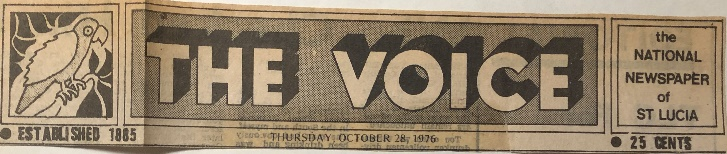 THE VOICE
the
NATIONAL
NEWSPAPER
of
ST LUCIA
● ESTABLISHED 1885
THURSDAY OCTOBER 28, 1976
● 25 CENTS